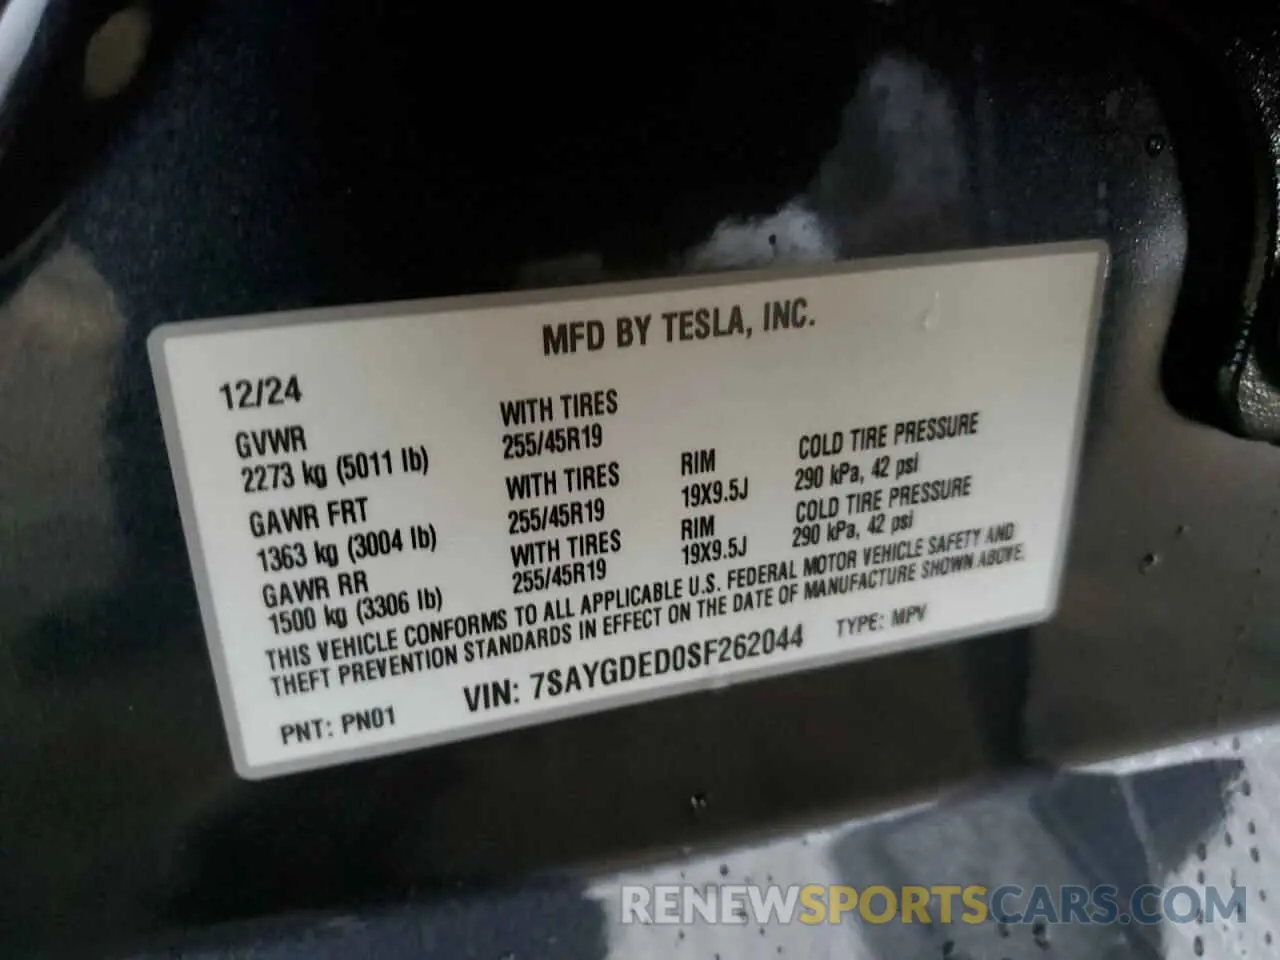 MFD BY TESLA, INC.
12/24
GVWR
2273 kg (5011 lb)
WITH TIRES
255/45R19
GAWR FRT
1363 kg (3004 lb)
WITH TIRES
255/45R19
RIM
19X9.5J
COLD TIRE PRESSURE
290 kPa, 42 psi
GAWR RR
1500 kg (3306 lb)
WITH TIRES
255/45R19
RIM
19X9.5J
COLD TIRE PRESSURE
290 kPa, 42 psi
THIS VEHICLE CONFORMS TO ALL APPLICABLE U.S. FEDERAL MOTOR VEHICLE SAFETY AND
THEFT PREVENTION STANDARDS IN EFFECT ON THE DATE OF MANUFACTURE SHOWN ABOVE.
PNT: PN01
VIN: 7SAYGDED0SF262044
TYPE: MPV
RENEWSPORTSCARS.COM